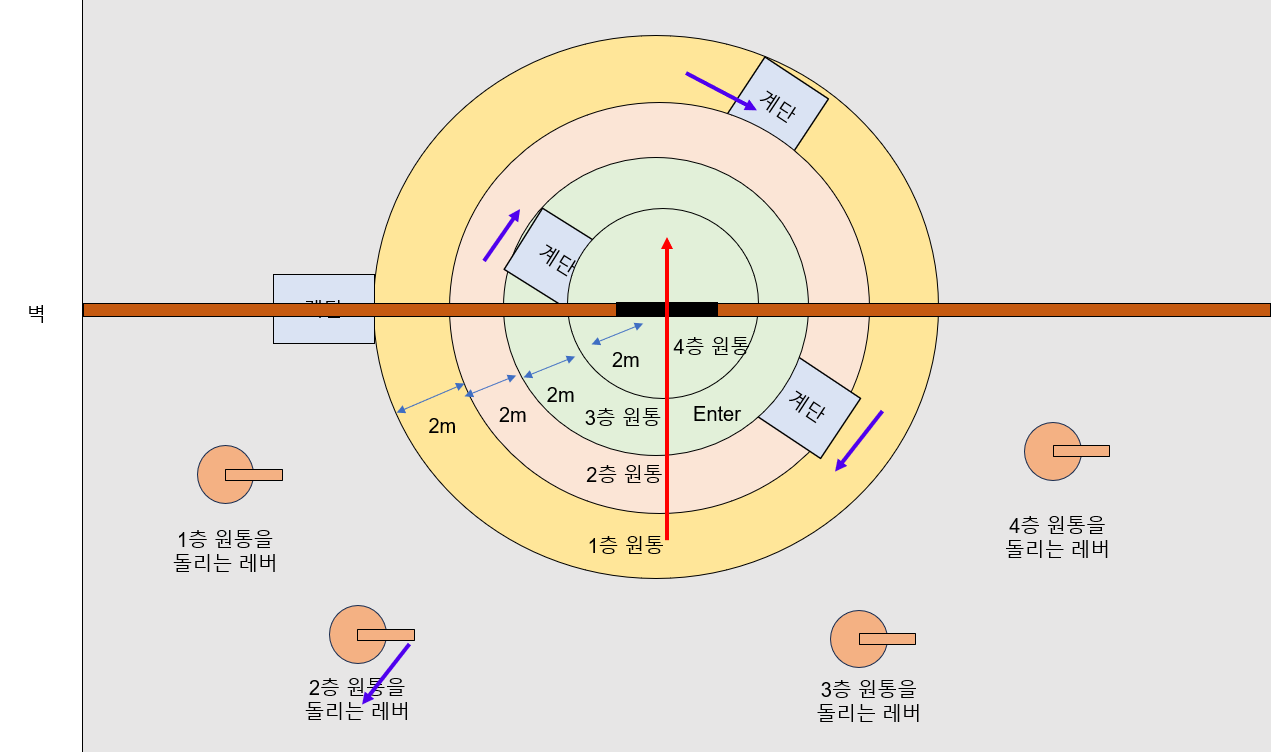 계단
계단
벽
4층 원통
2m
2m
3층 원통
Enter
계단
2m
2m
2층 원통
1층 원통
1층 원통을
돌리는 레버
4층 원통을
돌리는 레버
2층 원통을
돌리는 레버
3층 원통을
돌리는 레버